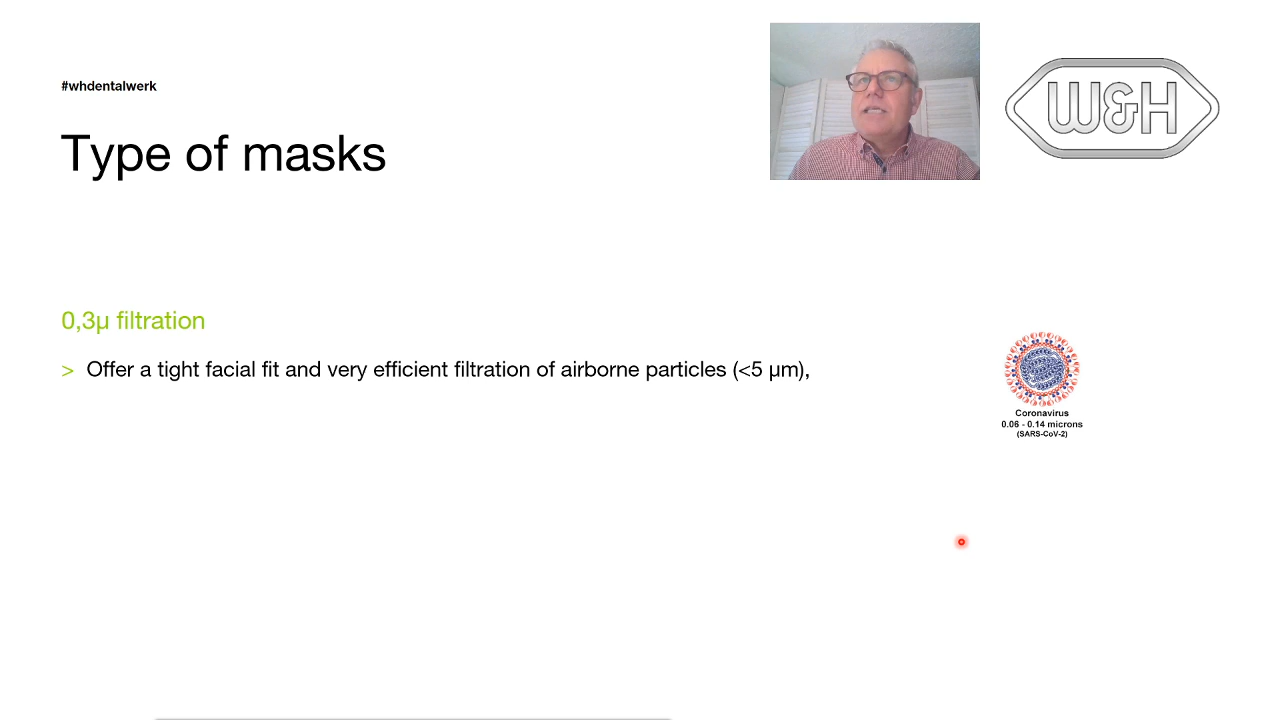 #whdentalwerk
W&H
Type of masks
0,3µ filtration
> Offer a tight facial fit and very efficient filtration of airborne particles (<5 µm),
Coronavirus
0.06 - 0.14 microns
(SARS-CoV-2)